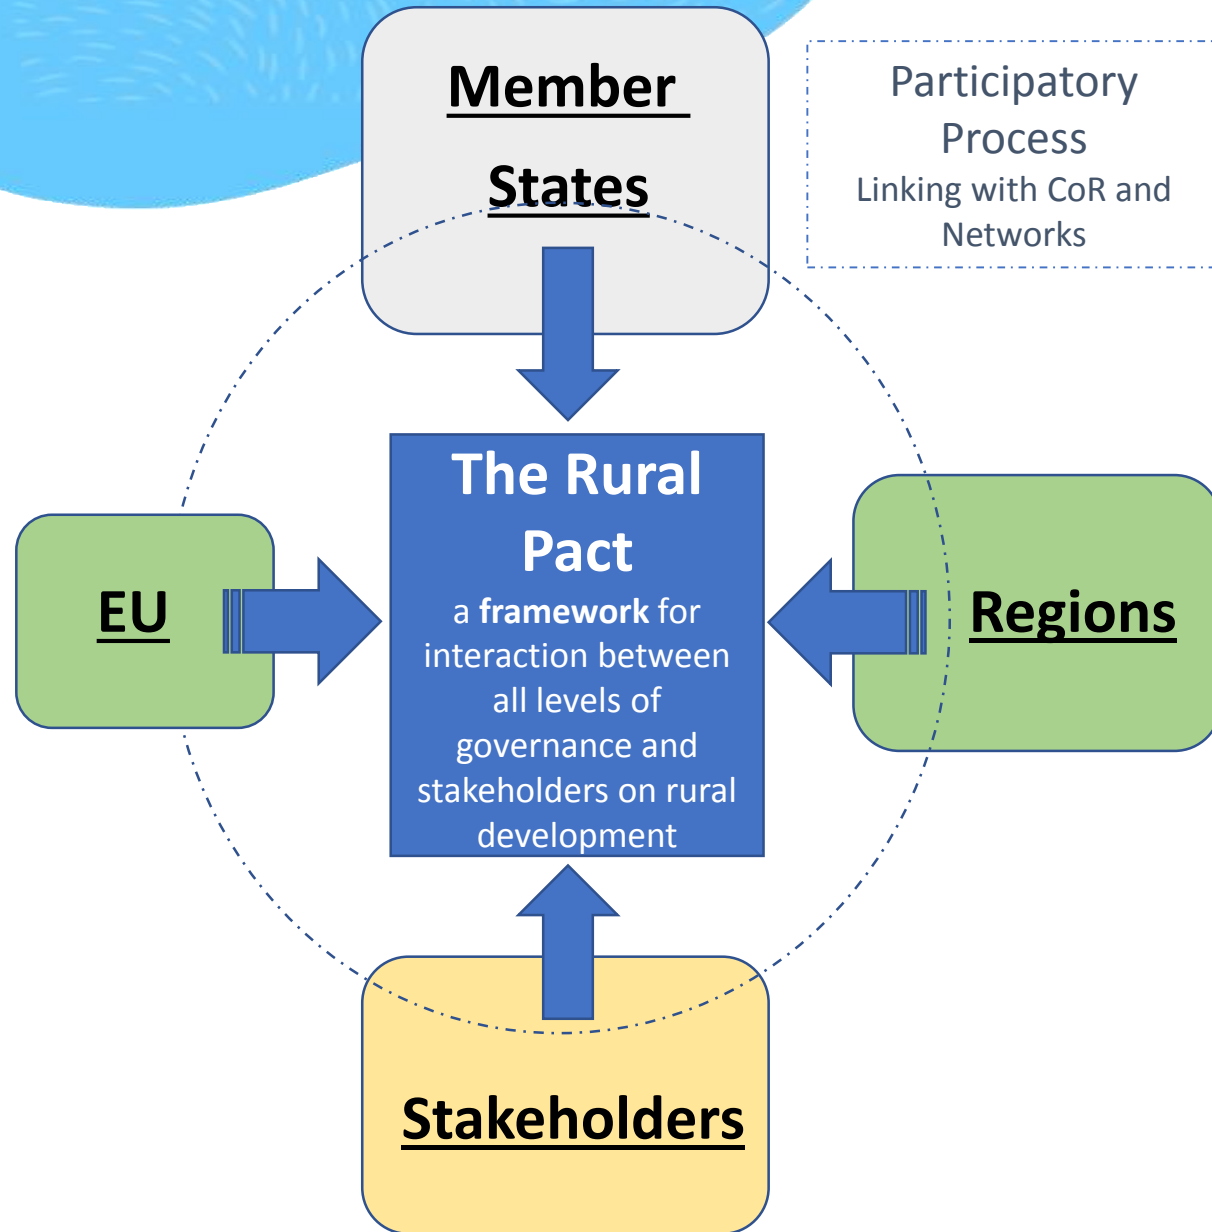 Member
States
Participatory
Process
Linking with CoR and
Networks
The Rural
Pact
a framework for
interaction between
all levels of
governance and
stakeholders on rural
development
EU
Regions
Stakeholders